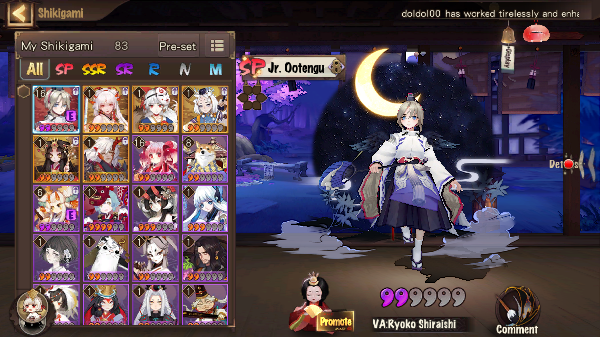 Shikigami
doldol00 has worked tirelessly and enha
My Shikigami 83 Pre-set
All SP SSR SR R N M
SP Jr. Ootengu
Promote
VA:Ryoko Shiraishi
Comment